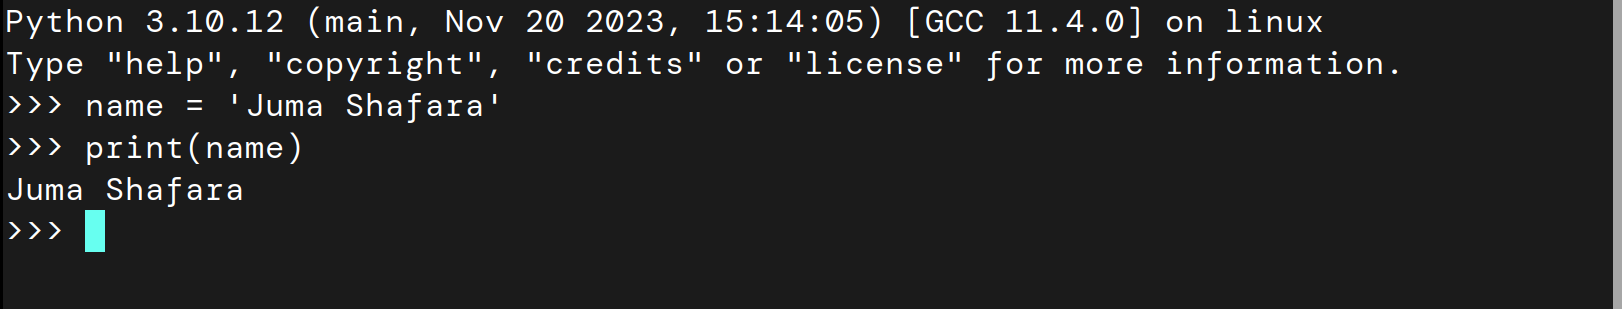 Python 3.10.12 (main, Nov 20 2023, 15:14:05) [GCC 11.4.0] on linux
Type "help", "copyright", "credits" or "license" for more information.
>>> name = 'Juma Shafara'
>>> print(name)
Juma Shafara
>>>